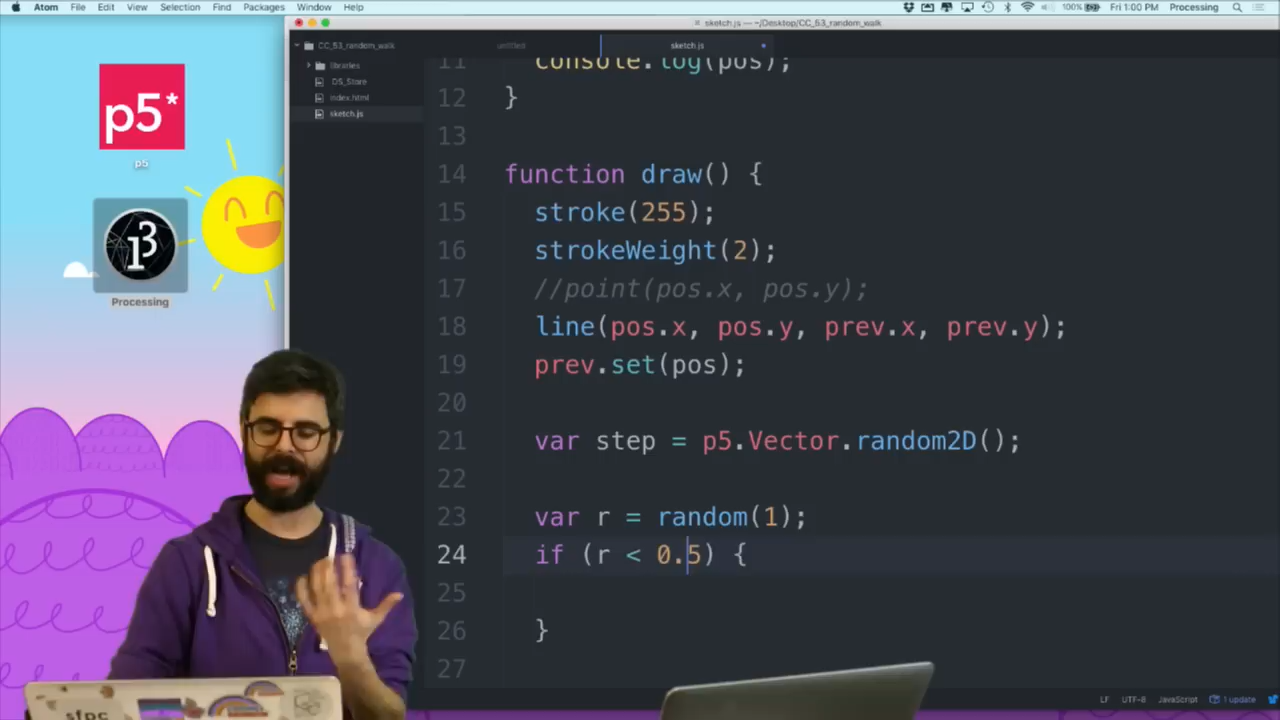 Atom File Edit View Selection Find Packages Window Help 100% Fri 1:00 PM Processing
sketch.js — ~/Desktop/CC_53_random_walk
CC_53_random_walk
libraries
.DS_Store
index.html
sketch.js
untitled
sketch.js
p5*
p5
Processing
11 console.log(pos);
12 }
13
14 function draw() {
15 stroke(255);
16 strokeWeight(2);
17 //point(pos.x, pos.y);
18 line(pos.x, pos.y, prev.x, prev.y);
19 prev.set(pos);
20
21 var step = p5.Vector.random2D();
22
23 var r = random(1);
24 if (r < 0.5) {
25
26 }
27
LF UTF-8 JavaScript 1 update
sfpc